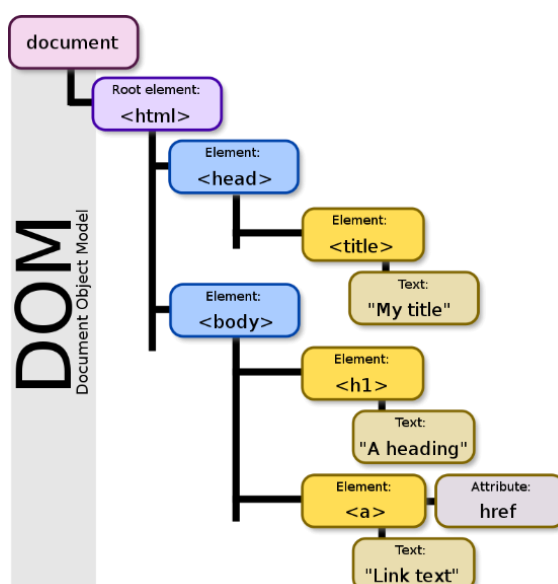 document
Root element:
<html>
Element:
<head>
Element:
<title>
Text:
"My title"
Element:
<body>
Element:
<h1>
Text:
"A heading"
Element:
<a>
Attribute:
href
Text:
"Link text"
DOM
Document Object Model